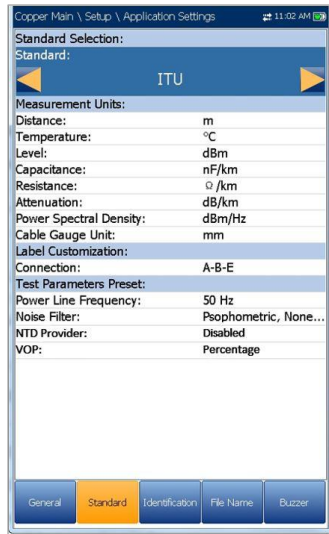 Copper Main \ Setup \ Application Settings 11:02 AM
Standard Selection:
Standard:
ITU
Measurement Units:
Distance: m
Temperature: °C
Level: dBm
Capacitance: nF/km
Resistance: Ω /km
Attenuation: dB/km
Power Spectral Density: dBm/Hz
Cable Gauge Unit: mm
Label Customization:
Connection: A-B-E
Test Parameters Preset:
Power Line Frequency: 50 Hz
Noise Filter: Psophometric, None...
NTD Provider: Disabled
VOP: Percentage
General Standard Identification File Name Buzzer